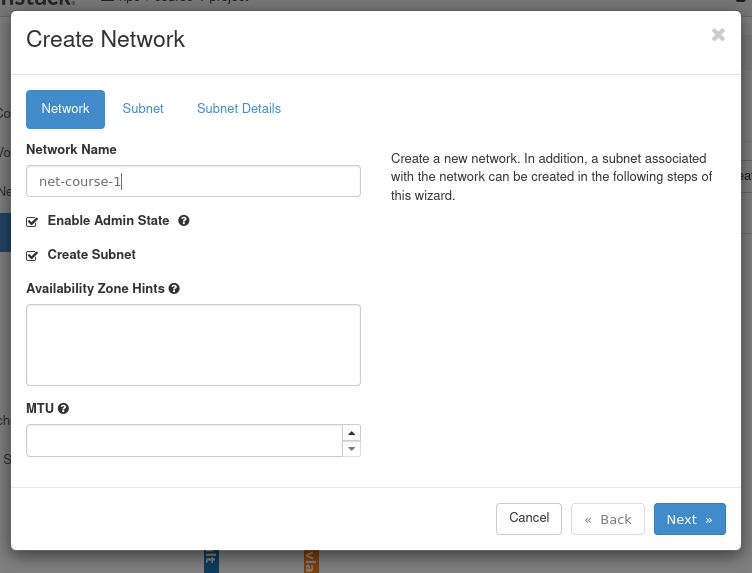 Create Network
×
Network Subnet Subnet Details
Network Name
net-course-1
Enable Admin State
Create Subnet
Availability Zone Hints
MTU
Create a new network. In addition, a subnet associated
with the network can be created in the following steps of
this wizard.
Cancel « Back Next »